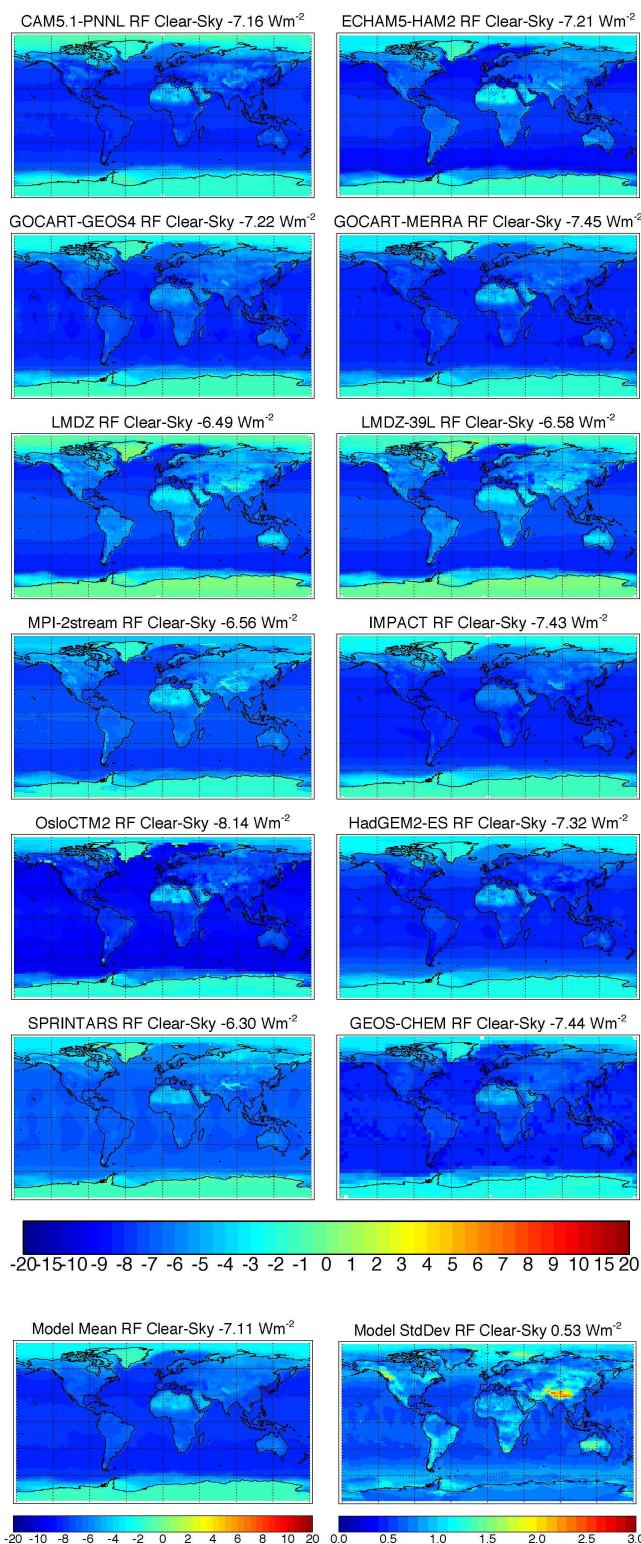 CAM5.1-PNNL RF Clear-Sky -7.16 Wm-2
ECHAM5-HAM2 RF Clear-Sky -7.21 Wm-2
GOCART-GEOS4 RF Clear-Sky -7.22 Wm-2
GOCART-MERRA RF Clear-Sky -7.45 Wm-2
LMDZ RF Clear-Sky -6.49 Wm-2
LMDZ-39L RF Clear-Sky -6.58 Wm-2
MPI-2stream RF Clear-Sky -6.56 Wm-2
IMPACT RF Clear-Sky -7.43 Wm-2
OsloCTM2 RF Clear-Sky -8.14 Wm-2
HadGEM2-ES RF Clear-Sky -7.32 Wm-2
SPRINTARS RF Clear-Sky -6.30 Wm-2
GEOS-CHEM RF Clear-Sky -7.44 Wm-2
-20 -15 -10 -9 -8 -7 -6 -5 -4 -3 -2 -1 0 1 2 3 4 5 6 7 8 9 10 15 20
Model Mean RF Clear-Sky -7.11 Wm-2
Model StdDev RF Clear-Sky 0.53 Wm-2
-20 -10 -8 -6 -4 -2 0 2 4 6 8 10 20
0.0 0.5 1.0 1.5 2.0 2.5 3.0